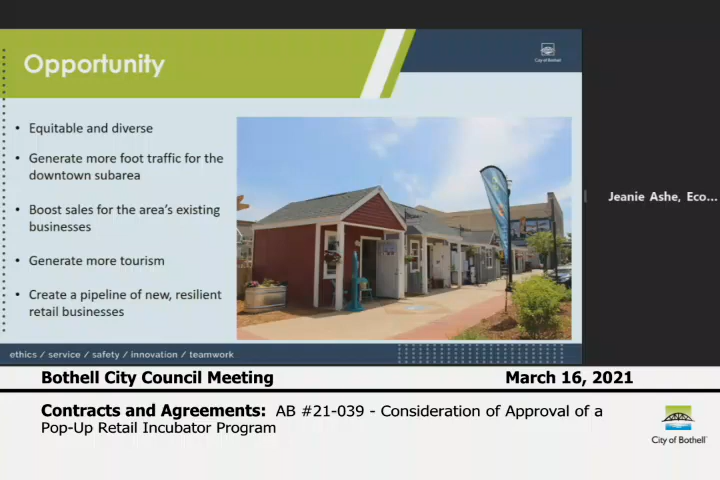 Opportunity
City of Bothell
• Equitable and diverse
• Generate more foot traffic for the
downtown subarea
• Boost sales for the area's existing
businesses
• Generate more tourism
• Create a pipeline of new, resilient
retail businesses
Jeanie Ashe, Eco...
ethics / service / safety / innovation / teamwork
Bothell City Council Meeting
March 16, 2021
Contracts and Agreements: AB #21-039 - Consideration of Approval of a
Pop-Up Retail Incubator Program
City of Bothell